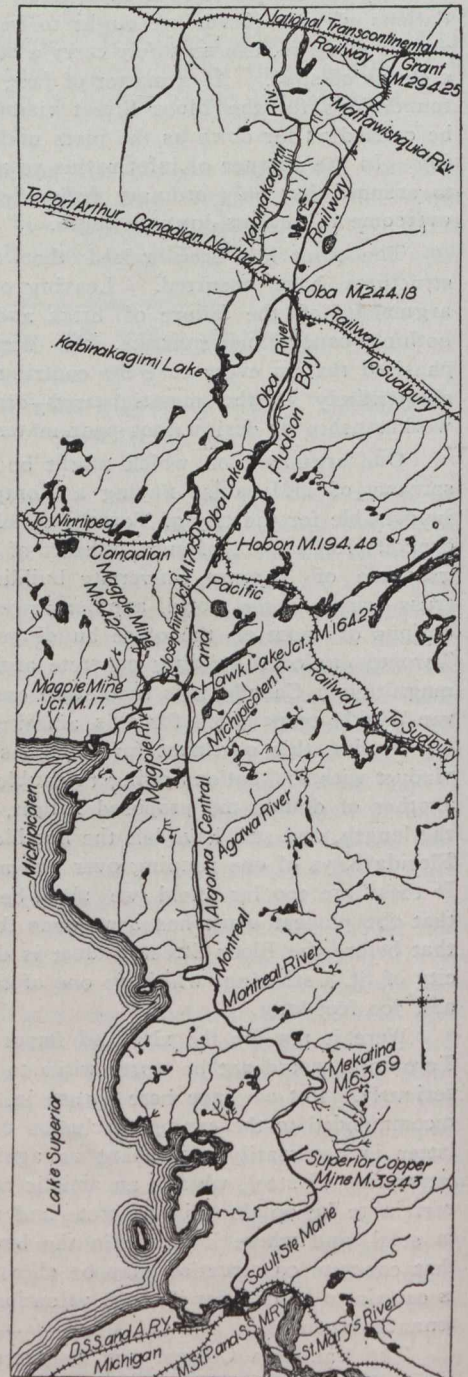 National Transcontinental
Railway
Grant
M.294.25
Mattawishquia Riv.
Kabinakagimi Riv.
Railway
To Port Arthur Canadian Northern
Oba M.244.18
Railway
To Sudbury
Kabinakagimi Lake
Oba River
Hudson Bay
Oba Lake
To Winnipeg
Canadian
Hobon M.194.48
Pacific
Railway
To Sudbury
Magpie Mine
M.9.42
Josephine Jct.
Hawk Lake Jct. M.164.25
Magpie Mine
Jct. M.17.
Michipicoten R.
Magpie Riv.
and
Michipicoten
Agawa River
Algoma Central
Montreal
Montreal River
Mekatina
M.63.69
Lake Superior
Superior Copper
Mine M.39.43
Sault Ste. Marie
D.S.S. and A.RY.
Michigan
M.St.P. and S.S.M.RY.
St. Marys River